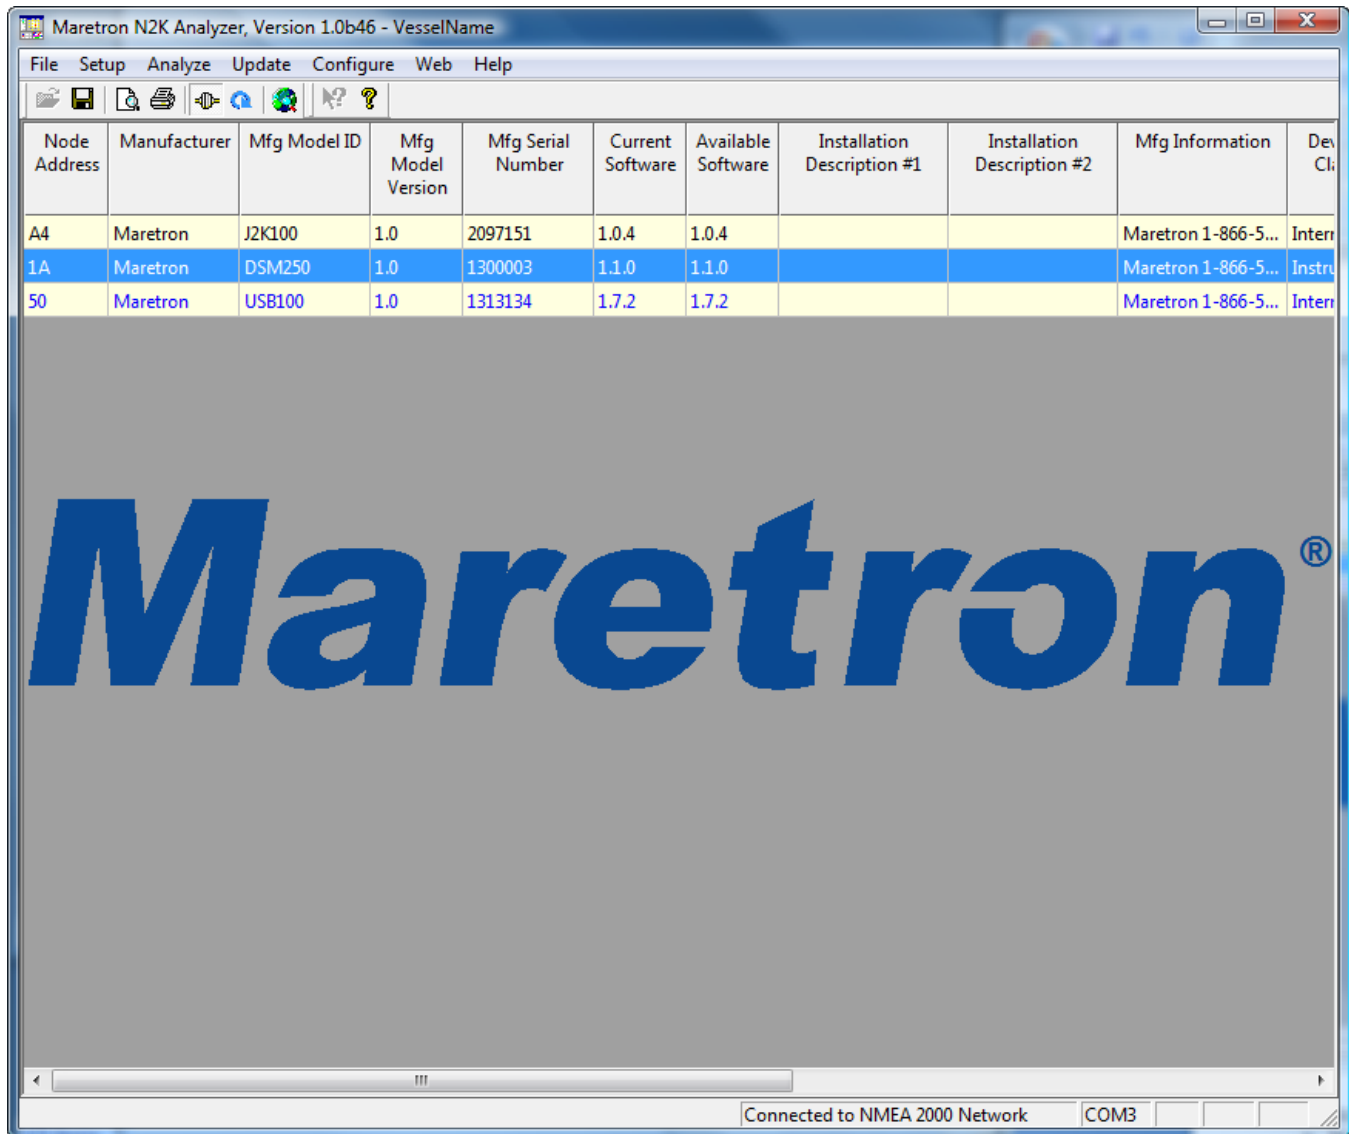 Maretron N2K Analyzer, Version 1.0b46 - VesselName
File Setup Analyze Update Configure Web Help
Node Address Manufacturer Mfg Model ID Mfg Model Version Mfg Serial Number Current Software Available Software Installation Description #1 Installation Description #2 Mfg Information
A4 Maretron J2K100 1.0 2097151 1.0.4 1.0.4 Maretron 1-866-5... Intern
1A Maretron DSM250 1.0 1300003 1.1.0 1.1.0 Maretron 1-866-5... Instru
50 Maretron USB100 1.0 1313134 1.7.2 1.7.2 Maretron 1-866-5... Intern
Maretron®
Connected to NMEA 2000 Network COM3